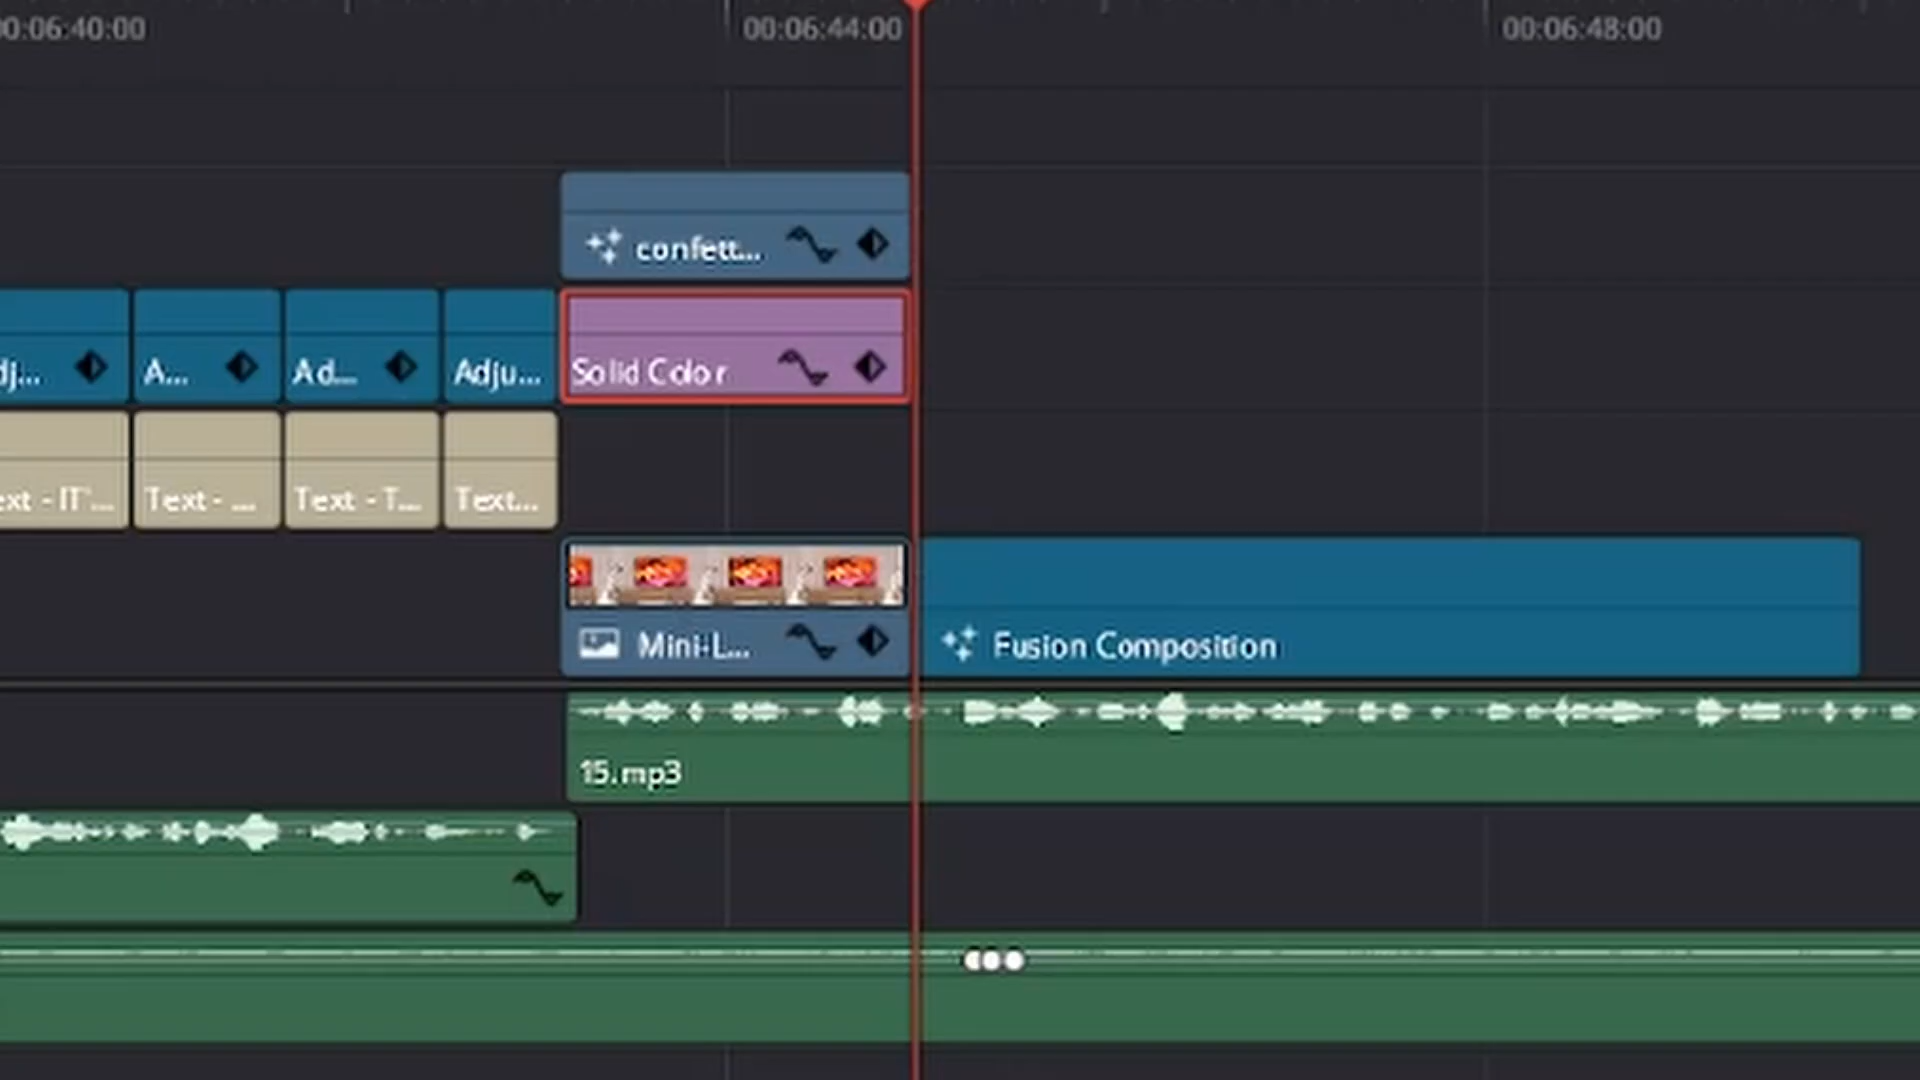 00:06:40:00 00:06:44:00 00:06:48:00
confett...
dj... A... Ad... Adju... Solid Color
ext - IT'... Text - ... Text - T... Text...
Mini-L... Fusion Composition
15.mp3